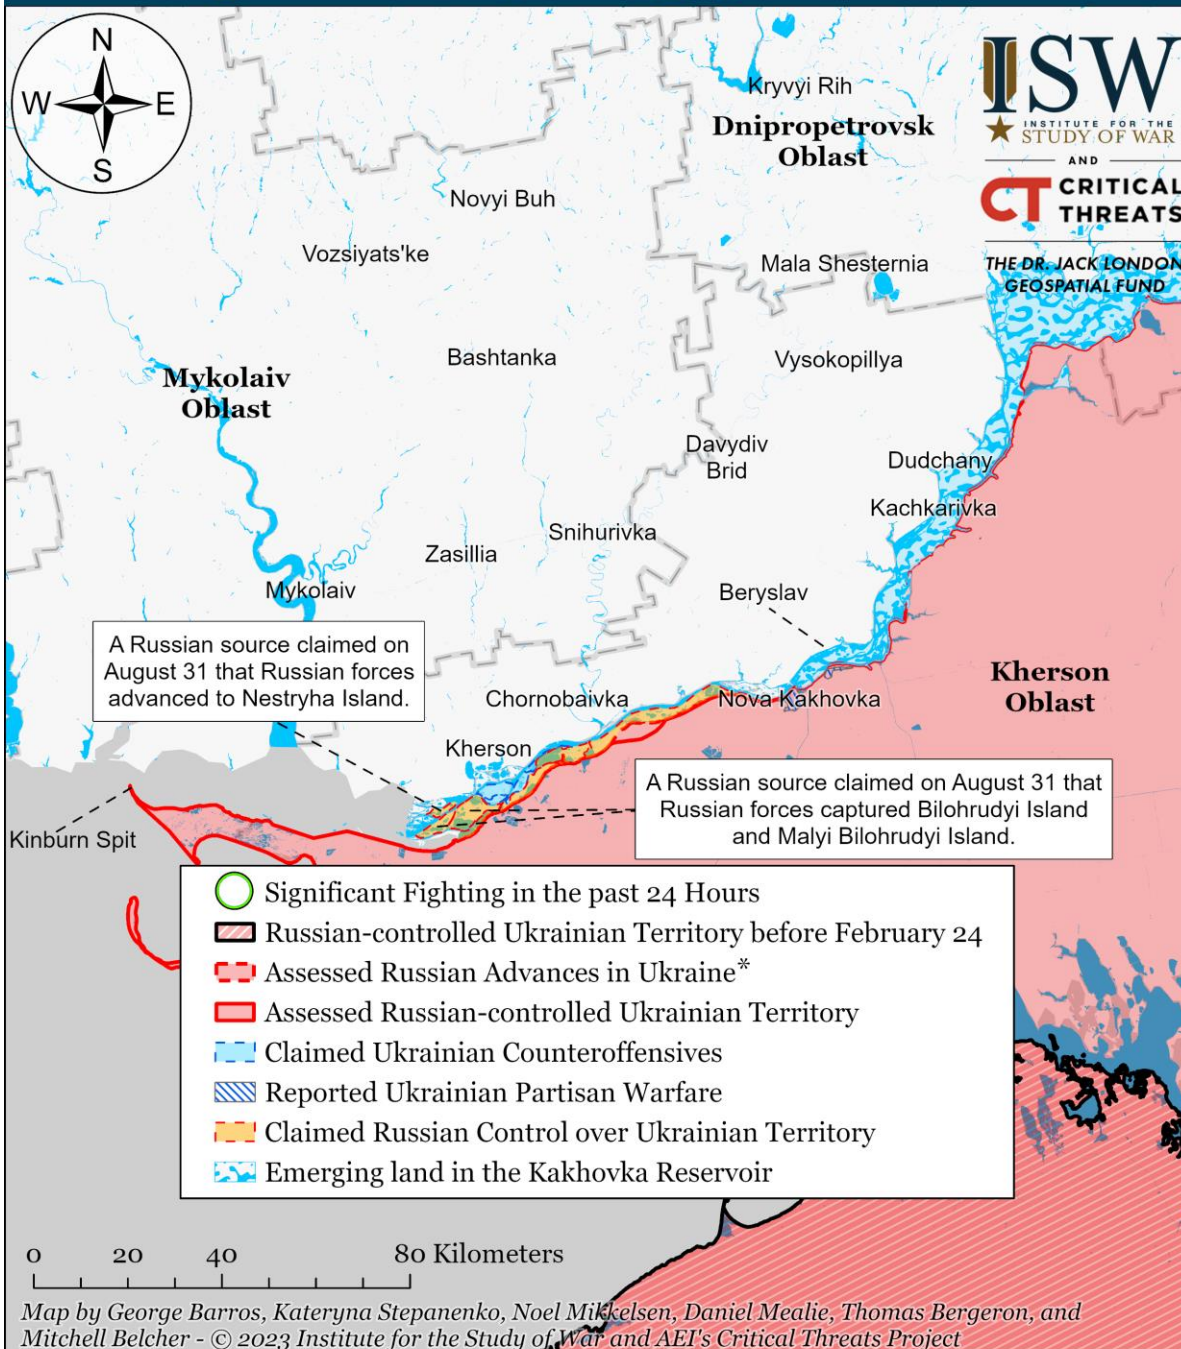 N
W
E
S
ISW
INSTITUTE FOR THE
STUDY OF WAR
AND
CT CRITICAL
THREATS
THE DR. JACK LONDON
GEOSPATIAL FUND
Kryvyi Rih
Dnipropetrovsk
Oblast
Novyi Buh
Vozsiyats'ke
Mala Shesternia
Bashtanka
Vysokopillya
Mykolaiv
Oblast
Davydiv
Brid
Dudchany
Kachkarivka
Snihurivka
Zasillia
Mykolaiv
Beryslav
A Russian source claimed on
August 31 that Russian forces
advanced to Nestryha Island.
Kherson
Oblast
Chornobaivka
Nova Kakhovka
Kherson
A Russian source claimed on August 31 that
Russian forces captured Bilohrudyi Island
and Malyi Bilohrudyi Island.
Kinburn Spit
Significant Fighting in the past 24 Hours
Russian-controlled Ukrainian Territory before February 24
Assessed Russian Advances in Ukraine*
Assessed Russian-controlled Ukrainian Territory
Claimed Ukrainian Counteroffensives
Reported Ukrainian Partisan Warfare
Claimed Russian Control over Ukrainian Territory
Emerging land in the Kakhovka Reservoir
0 20 40 80 Kilometers
Map by George Barros, Kateryna Stepanenko, Noel Mikkelsen, Daniel Mealie, Thomas Bergeron, and
Mitchell Belcher - © 2023 Institute for the Study of War and AEI's Critical Threats Project